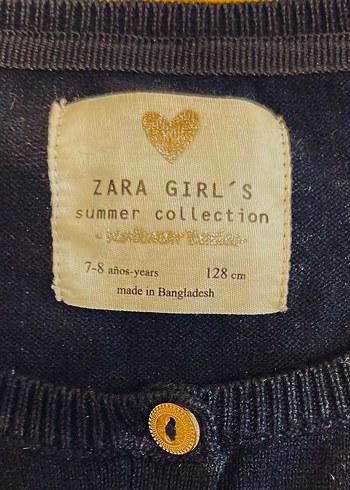 ZARA GIRL´S
summer collection
7-8 años-years 128 cm
made in Bangladesh